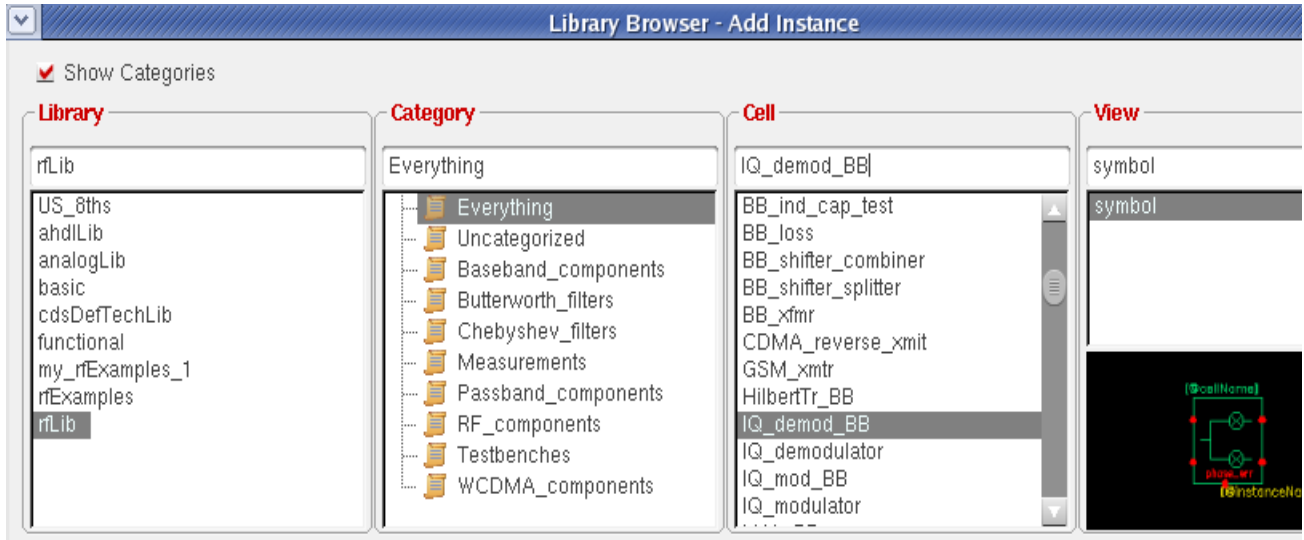 Library Browser - Add Instance
Show Categories
Library
Category
Cell
View
rfLib
Everything
IQ_demod_BB
symbol
US_8ths
ahdlLib
analogLib
basic
cdsDefTechLib
functional
my_rfExamples_1
rfExamples
rfLib
Everything
Uncategorized
Baseband_components
Butterworth_filters
Chebyshev_filters
Measurements
Passband_components
RF_components
Testbenches
WCDMA_components
BB_ind_cap_test
BB_loss
BB_shifter_combiner
BB_shifter_splitter
BB_xfmr
CDMA_reverse_xmit
GSM_xmtr
HilbertTr_BB
IQ_demod_BB
IQ_demodulator
IQ_mod_BB
IQ_modulator
symbol
[@cellName]
phase_err
[@instanceNa